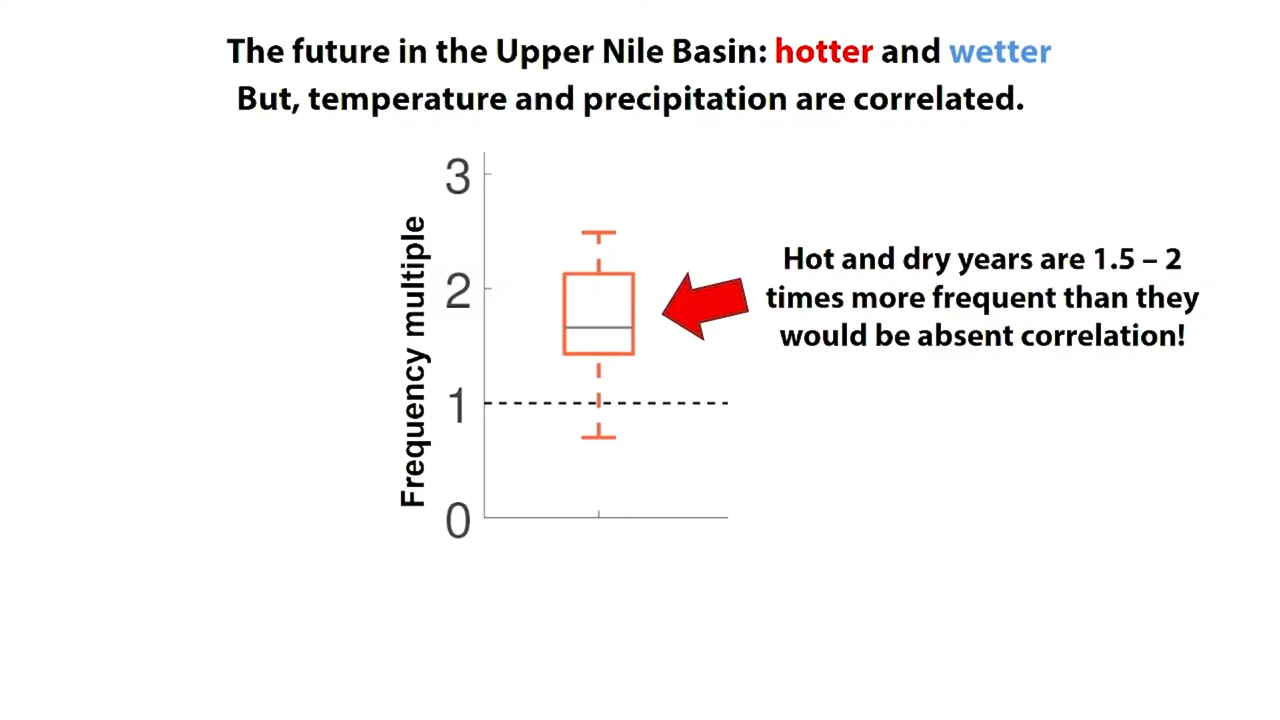 The future in the Upper Nile Basin: hotter and wetter
But, temperature and precipitation are correlated.
3
2
1
0
Frequency multiple
Hot and dry years are 1.5 – 2
times more frequent than they
would be absent correlation!